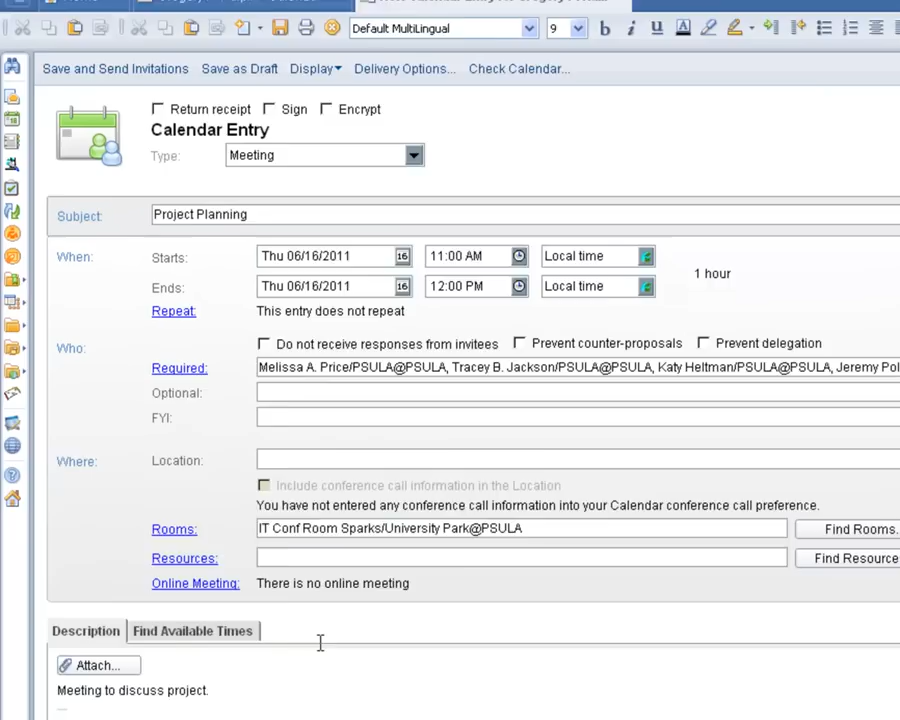 Default MultiLingual 9 b i u A
Save and Send Invitations Save as Draft Display Delivery Options... Check Calendar...
Return receipt Sign Encrypt
Calendar Entry
Type: Meeting
Subject: Project Planning
When: Starts: Thu 06/16/2011 16 11:00 AM Local time
1 hour
Ends: Thu 06/16/2011 16 12:00 PM Local time
Repeat: This entry does not repeat
Who: Do not receive responses from invitees Prevent counter-proposals Prevent delegation
Required: Melissa A. Price/PSULA@PSULA, Tracey B. Jackson/PSULA@PSULA, Katy Heltman/PSULA@PSULA, Jeremy Pol
Optional:
FYI:
Where: Location:
Include conference call information in the Location
You have not entered any conference call information into your Calendar conference call preference.
Rooms: IT Conf Room Sparks/University Park@PSULA Find Rooms.
Resources: Find Resource
Online Meeting: There is no online meeting
Description Find Available Times
Attach...
Meeting to discuss project.